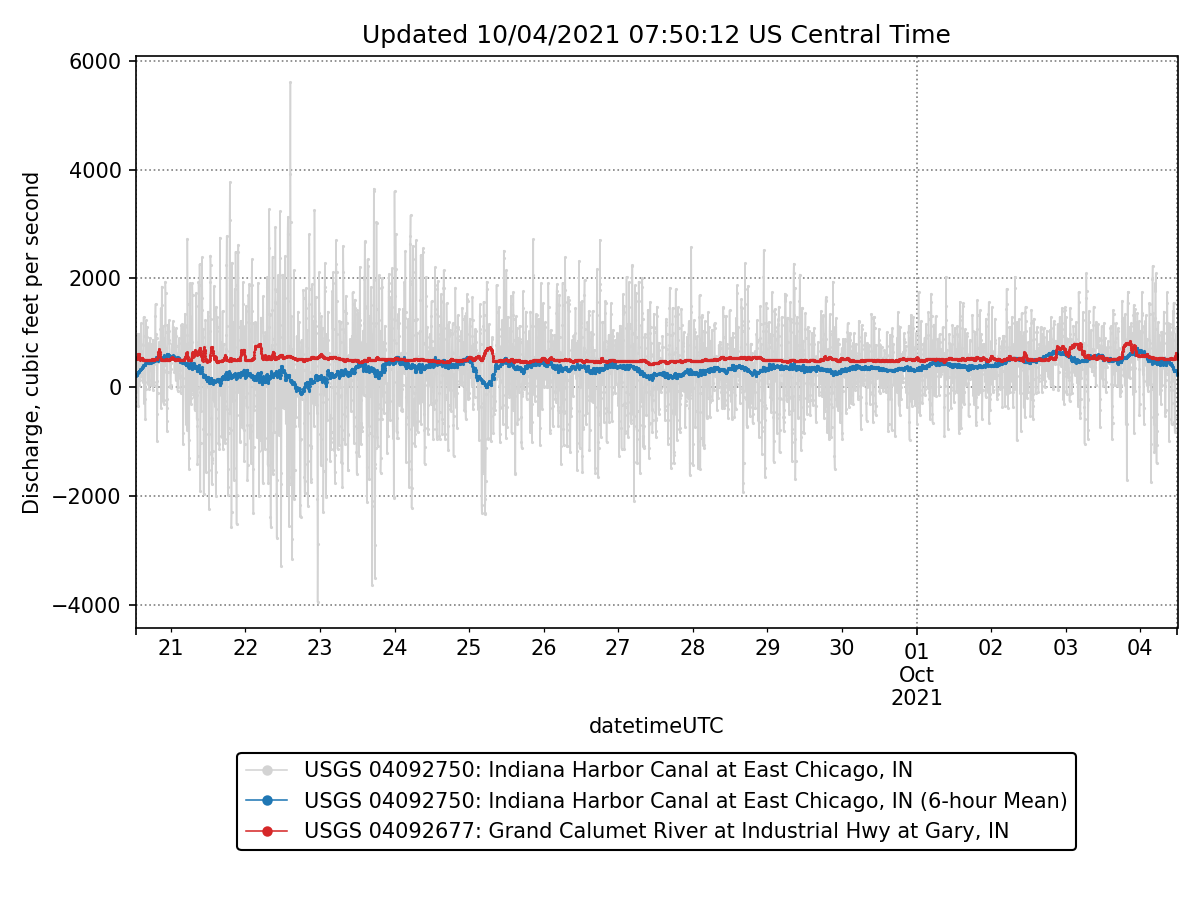 Updated 10/04/2021 07:50:12 US Central Time
6000
4000
2000
0
−2000
−4000
Discharge, cubic feet per second
21 22 23 24 25 26 27 28 29 30 01 02 03 04
Oct
2021
datetimeUTC
USGS 04092750: Indiana Harbor Canal at East Chicago, IN
USGS 04092750: Indiana Harbor Canal at East Chicago, IN (6-hour Mean)
USGS 04092677: Grand Calumet River at Industrial Hwy at Gary, IN